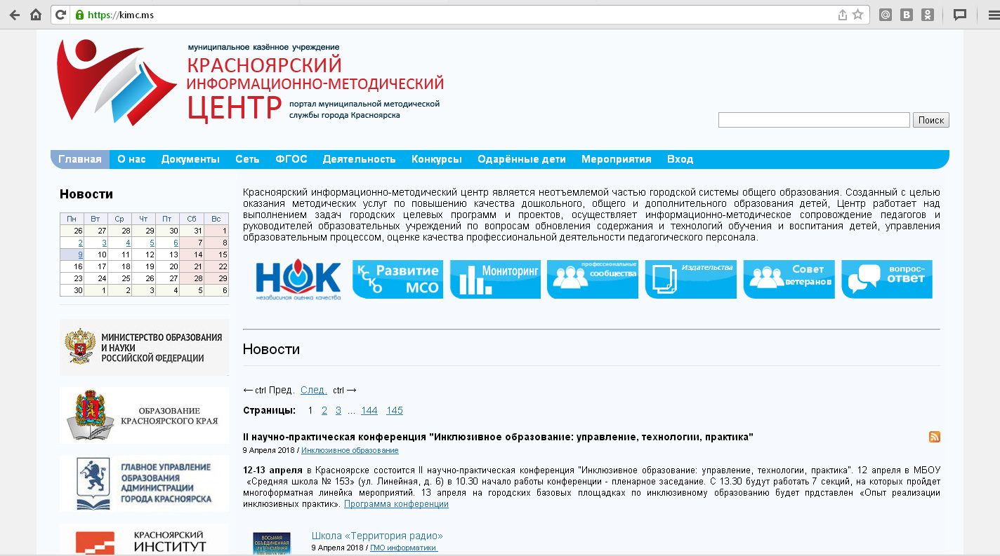 https://kimc.ms
муниципальное казённое учреждение
КРАСНОЯРСКИЙ
ИНФОРМАЦИОННО-МЕТОДИЧЕСКИЙ
ЦЕНТР
портал муниципальной методической
службы города Красноярска
Поиск
Главная О нас Документы Сеть ФГОС Деятельность Конкурсы Одарённые дети Мероприятия Вход
Новости
Пн Вт Ср Чт Пт Сб Вс
26 27 28 29 30 31 1
2 3 4 5 6 7 8
9 10 11 12 13 14 15
16 17 18 19 20 21 22
23 24 25 26 27 28 29
30 1 2 3 4 5 6
МИНИСТЕРСТВО ОБРАЗОВАНИЯ
И НАУКИ
РОССИЙСКОЙ ФЕДЕРАЦИИ
ОБРАЗОВАНИЕ
КРАСНОЯРСКОГО КРАЯ
ГЛАВНОЕ УПРАВЛЕНИЕ
ОБРАЗОВАНИЯ
АДМИНИСТРАЦИИ
ГОРОДА КРАСНОЯРСКА
КРАСНОЯРСКИЙ
ИНСТИТУТ
Красноярский информационно-методический центр является неотъемлемой частью городской системы общего образования. Созданный с целью
оказания методических услуг по повышению качества дошкольного, общего и дополнительного образования детей, Центр работает над
выполнением задач городских целевых программ и проектов, осуществляет информационно-методическое сопровождение педагогов и
руководителей образовательных учреждений по вопросам обновления содержания и технологий обучения и воспитания детей, управления
образовательным процессом, оценке качества профессиональной деятельности педагогического персонала.
НОК
независимая оценка качества
КСКО
Развитие
МСО
Мониторинг
профессиональные
сообщества
Издательства
Совет
ветеранов
вопрос-
ответ
Новости
← ctrl Пред. След. ctrl →
Страницы: 1 2 3 ... 144 145
II научно-практическая конференция "Инклюзивное образование: управление, технологии, практика"
9 Апреля 2018 / Инклюзивное образование
12-13 апреля в Красноярске состоится II научно-практическая конференция "Инклюзивное образование: управление, технологии, практика". 12 апреля в МБОУ
«Средняя школа № 153» (ул. Линейная, д. 6) в 10.30 начало работы конференции - пленарное заседание. С 13.30 будут работать 7 секций, на которых пройдет
многоформатная линейка мероприятий. 13 апреля на городских базовых площадках по инклюзивному образованию будет прдставлен «Опыт реализации
инклюзивных практик». Программа конференции
ВОСЬМАЯ
ОБЪЕДИНЕННАЯ
ИНТЕНСИВНАЯ
Школа «Территория радио»
9 Апреля 2018 / ГМО информатики